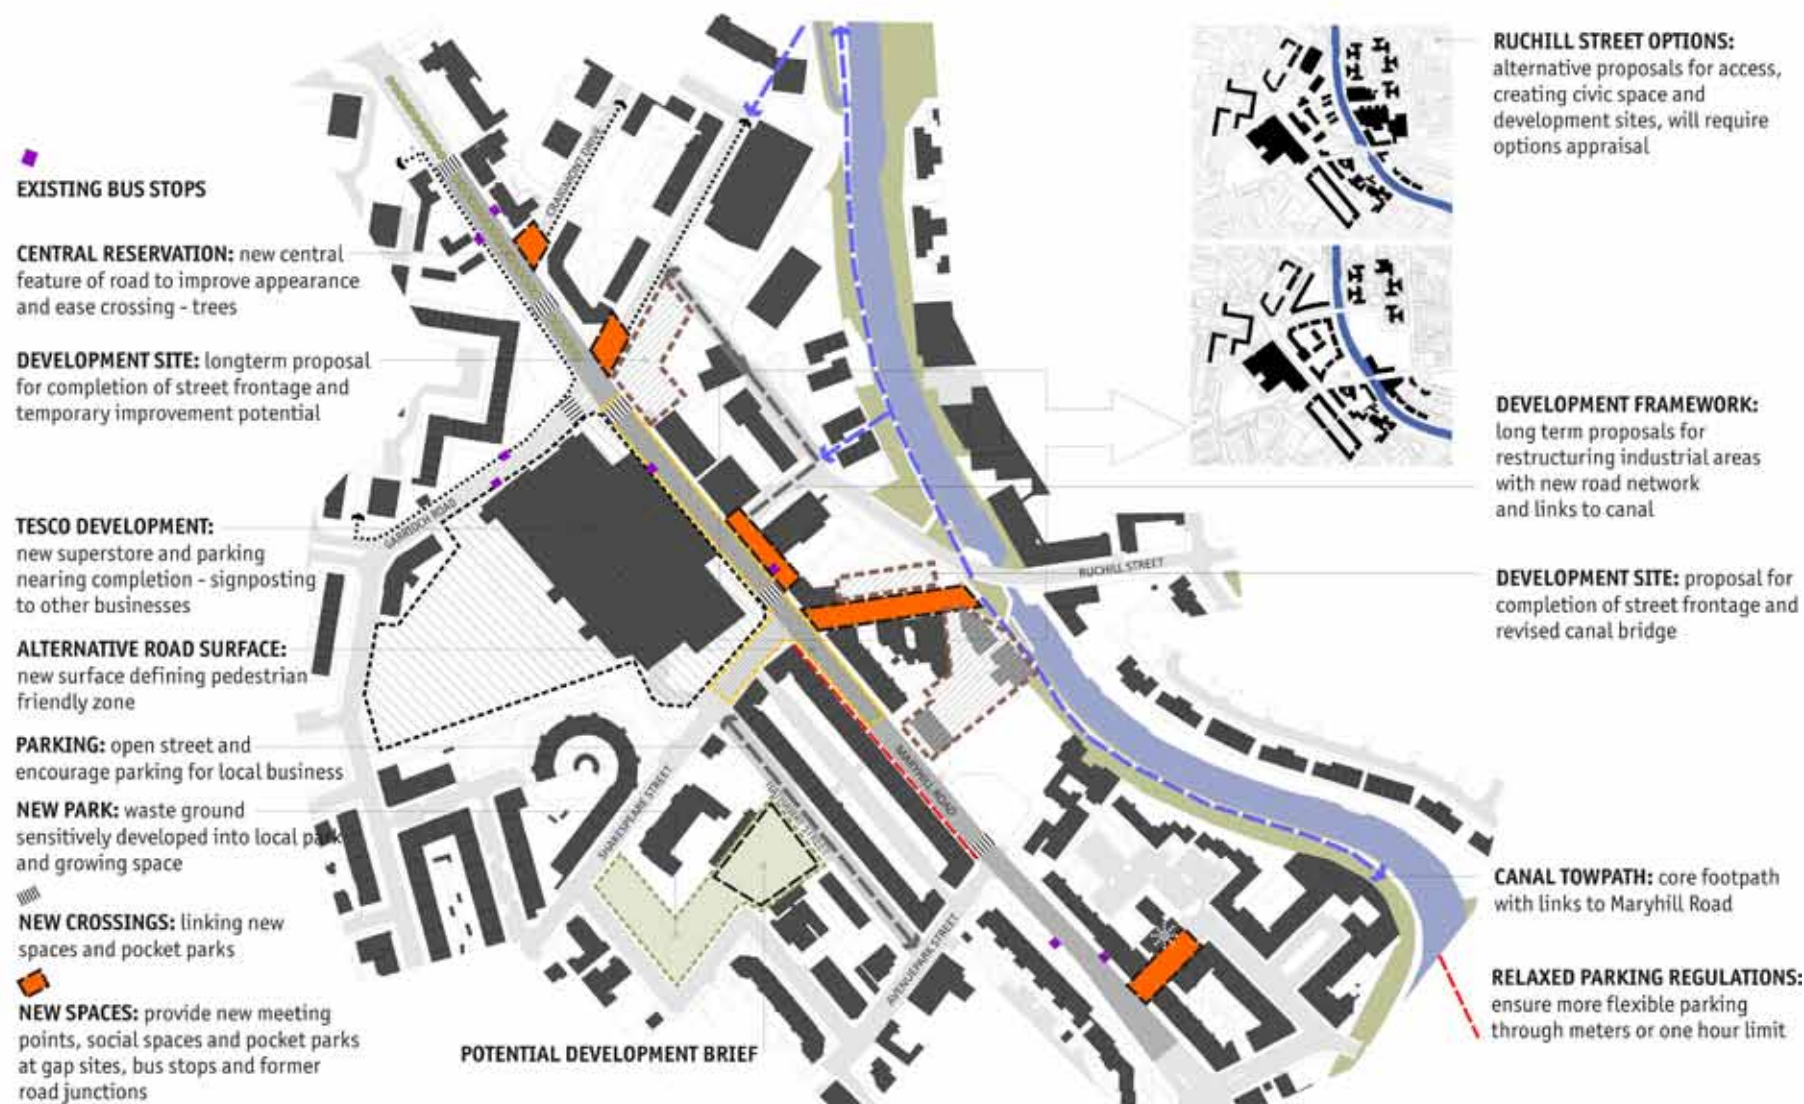 EXISTING BUS STOPS
CENTRAL RESERVATION: new central
feature of road to improve appearance
and ease crossing - trees
DEVELOPMENT SITE: longterm proposal
for completion of street frontage and
temporary improvement potential
TESCO DEVELOPMENT:
new superstore and parking
nearing completion - signposting
to other businesses
ALTERNATIVE ROAD SURFACE:
new surface defining pedestrian
friendly zone
PARKING: open street and
encourage parking for local business
NEW PARK: waste ground
sensitively developed into local park
and growing space
NEW CROSSINGS: linking new
spaces and pocket parks
NEW SPACES: provide new meeting
points, social spaces and pocket parks
at gap sites, bus stops and former
road junctions
CRAIGMONT DRIVE
GARRIOCH ROAD
RUCHILL STREET
MARYHILL ROAD
SHAKESPEARE STREET
AVENUEPARK STREET
POTENTIAL DEVELOPMENT BRIEF
RUCHILL STREET OPTIONS:
alternative proposals for access,
creating civic space and
development sites, will require
options appraisal
DEVELOPMENT FRAMEWORK:
long term proposals for
restructuring industrial areas
with new road network
and links to canal
DEVELOPMENT SITE: proposal for
completion of street frontage and
revised canal bridge
CANAL TOWPATH: core footpath
with links to Maryhill Road
RELAXED PARKING REGULATIONS:
ensure more flexible parking
through meters or one hour limit